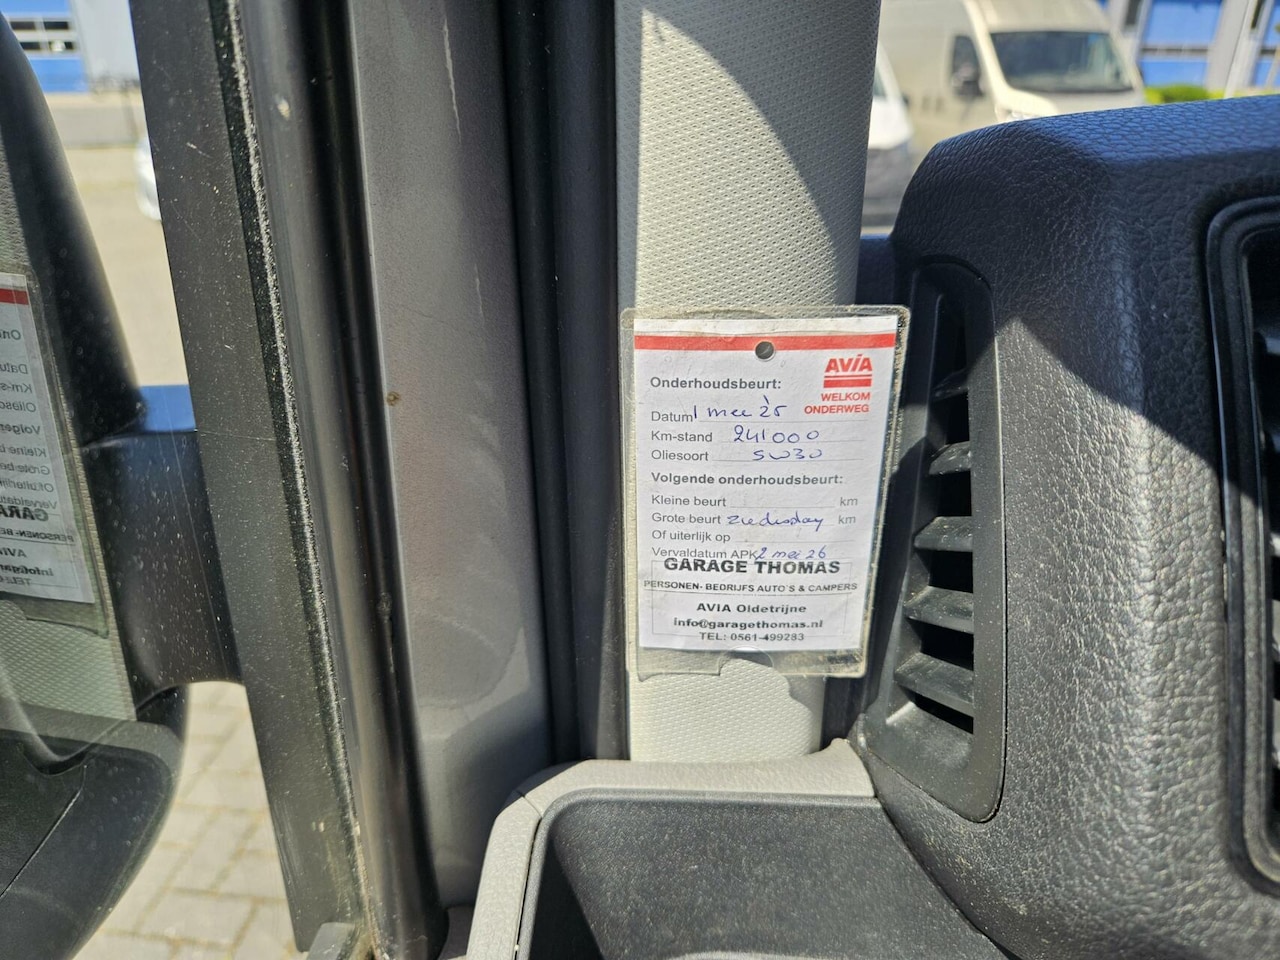 AVIA
Onderhoudsbeurt:
WELKOM
ONDERWEG
Datum 1 mei 25
Km-stand 241000
Oliesoort 5W30
Volgende onderhoudsbeurt:
Kleine beurt km
Grote beurt zie display km
Of uiterlijk op
Vervaldatum APK 2 mei 26
GARAGE THOMAS
PERSONEN- BEDRIJFS AUTO'S & CAMPERS
AVIA Oldetrijne
info@garagethomas.nl
TEL: 0561-499283